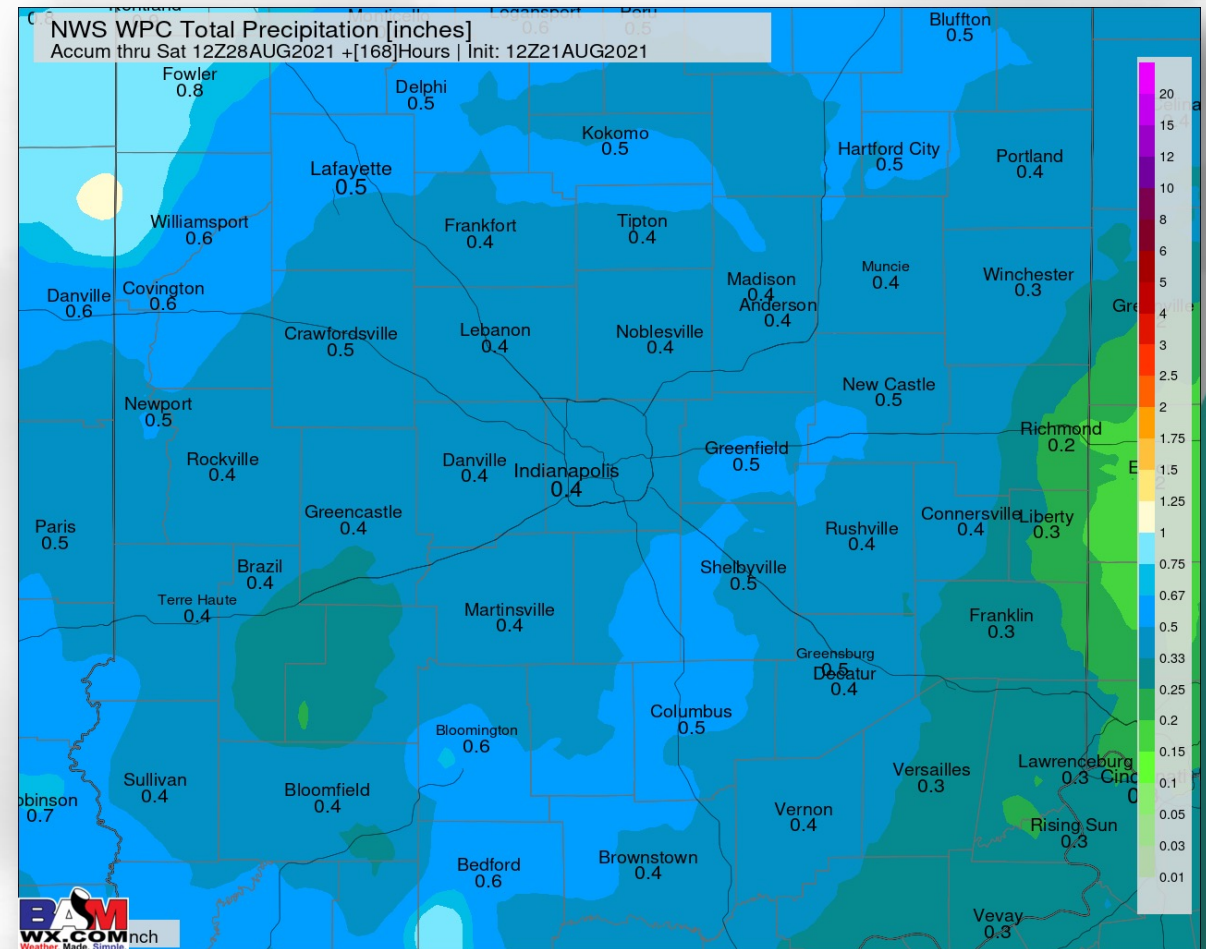 NWS WPC Total Precipitation [inches]
Accum thru Sat 12Z28AUG2021 +[168]Hours | Init: 12Z21AUG2021
Monticello
Logansport
0.6
Peru
0.5
Bluffton
0.5
Fowler
0.8
Delphi
0.5
Kokomo
0.5
Hartford City
0.5
Portland
0.4
Lafayette
0.5
Williamsport
0.6
Frankfort
0.4
Tipton
0.4
Muncie
0.4
Winchester
0.3
Madison
0.4
Anderson
0.4
Danville
0.6
Covington
0.6
Crawfordsville
0.5
Lebanon
0.4
Noblesville
0.4
New Castle
0.5
Newport
0.5
Richmond
0.2
Rockville
0.4
Danville
0.4
Indianapolis
0.4
Greenfield
0.5
Paris
0.5
Greencastle
0.4
Rushville
0.4
Connersville
0.4
Liberty
0.3
Brazil
0.4
Shelbyville
0.5
Terre Haute
0.4
Martinsville
0.4
Franklin
0.3
Greensburg
0.5
Decatur
0.4
Columbus
0.5
Bloomington
0.6
Sullivan
0.4
Bloomfield
0.4
Versailles
0.3
Lawrenceburg
0.3
obinson
0.7
Vernon
0.4
Rising Sun
0.3
Bedford
0.6
Brownstown
0.4
Vevay
0.3
20
15
12
10
8
6
5
4
3
2.5
2
1.75
1.5
1.25
1
0.75
0.67
0.5
0.33
0.25
0.2
0.15
0.1
0.05
0.03
0.01
BAM
WX.COM
Weather. Made. Simple.
nch